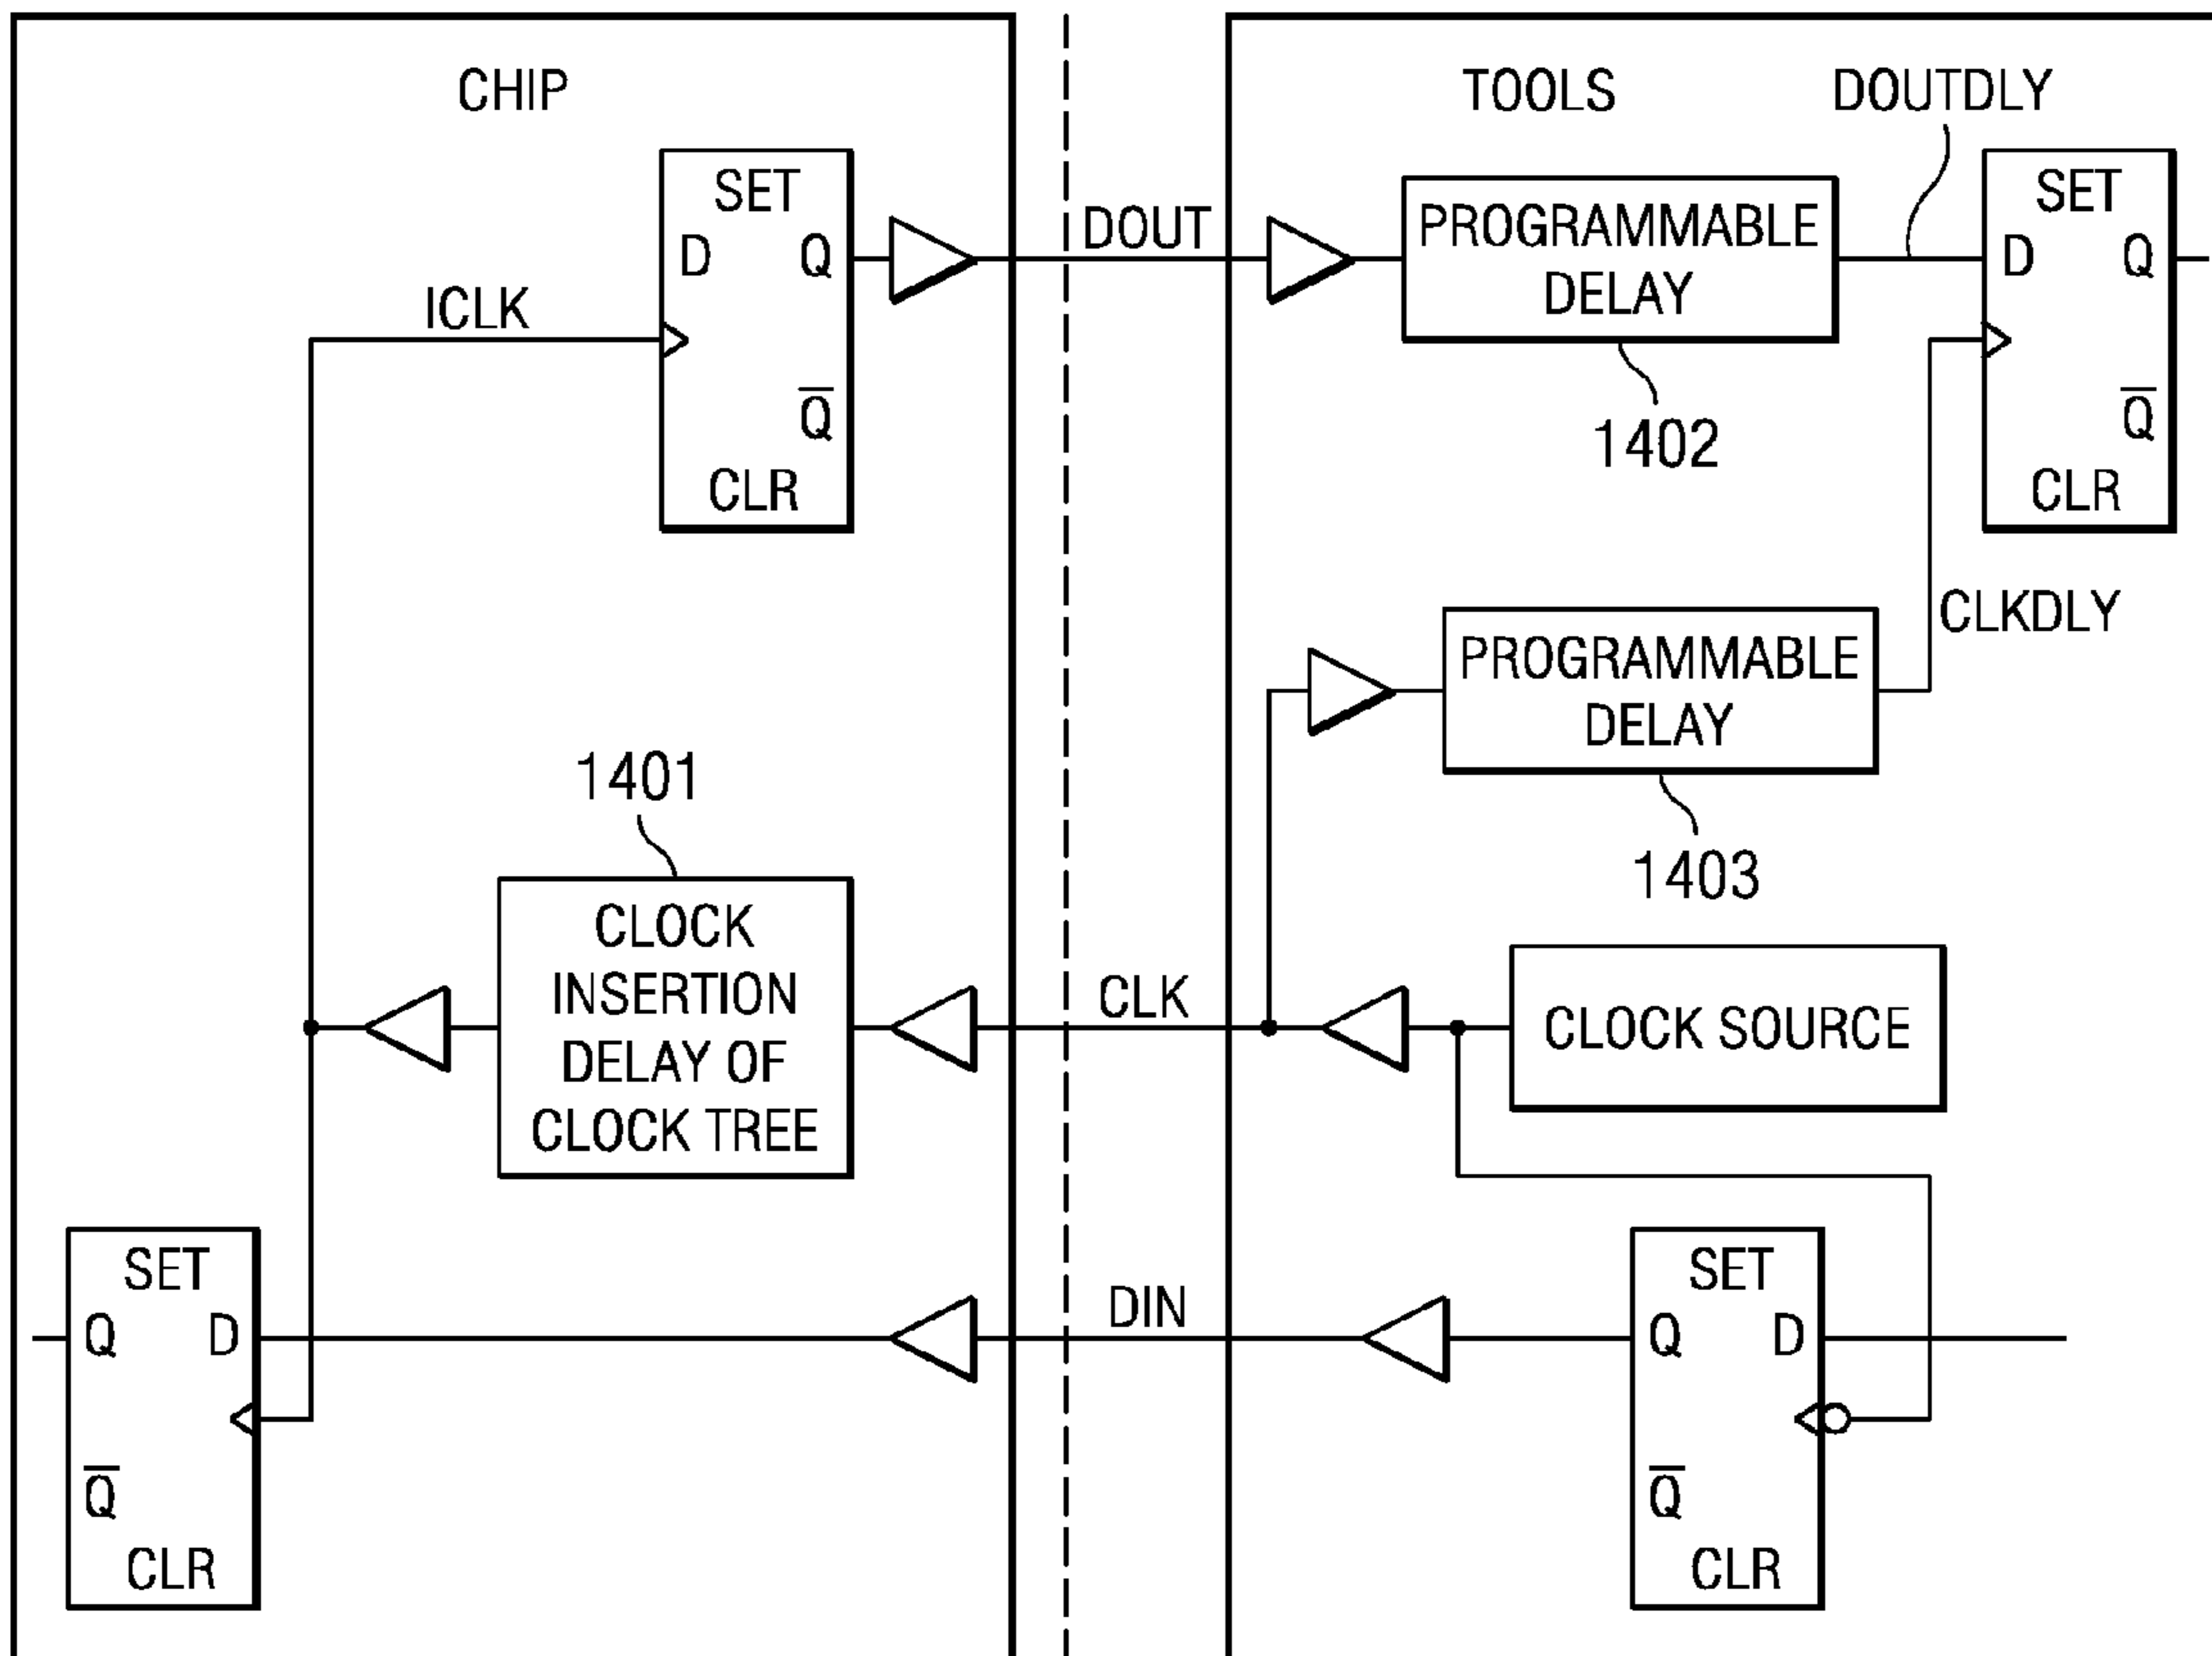 CHIP
TOOLS
DOUTDLY
SET
D Q
Q̅
CLR
ICLK
DOUT
PROGRAMMABLE
DELAY
1402
SET
D Q
Q̅
CLR
CLKDLY
PROGRAMMABLE
DELAY
1403
1401
CLOCK
INSERTION
DELAY OF
CLOCK TREE
CLK
CLOCK SOURCE
SET
Q D
Q̅
CLR
DIN
SET
Q D
Q̅
CLR